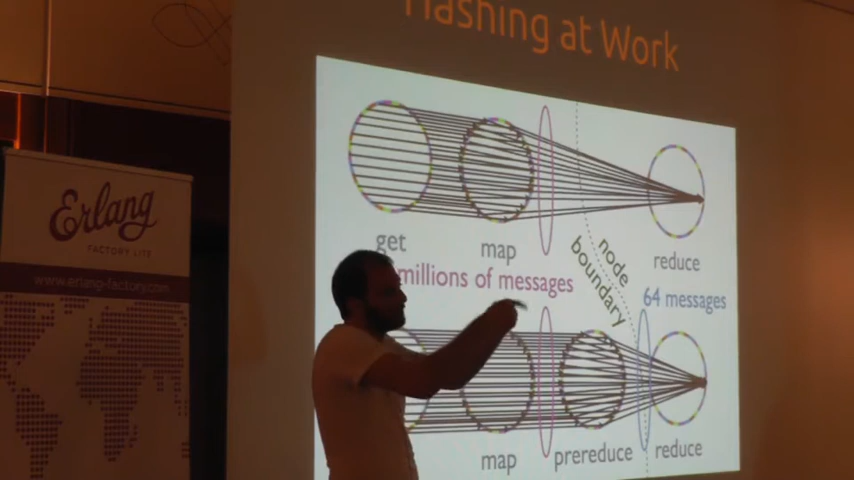 Hashing at Work
Erlang
FACTORY LITE
www.erlang-factory.com
get
map
node
boundary
reduce
millions of messages
64 messages
map
prereduce
reduce